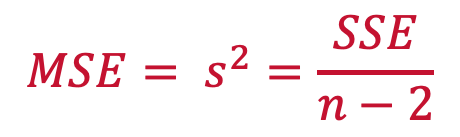 MSE = s² = SSE / n − 2